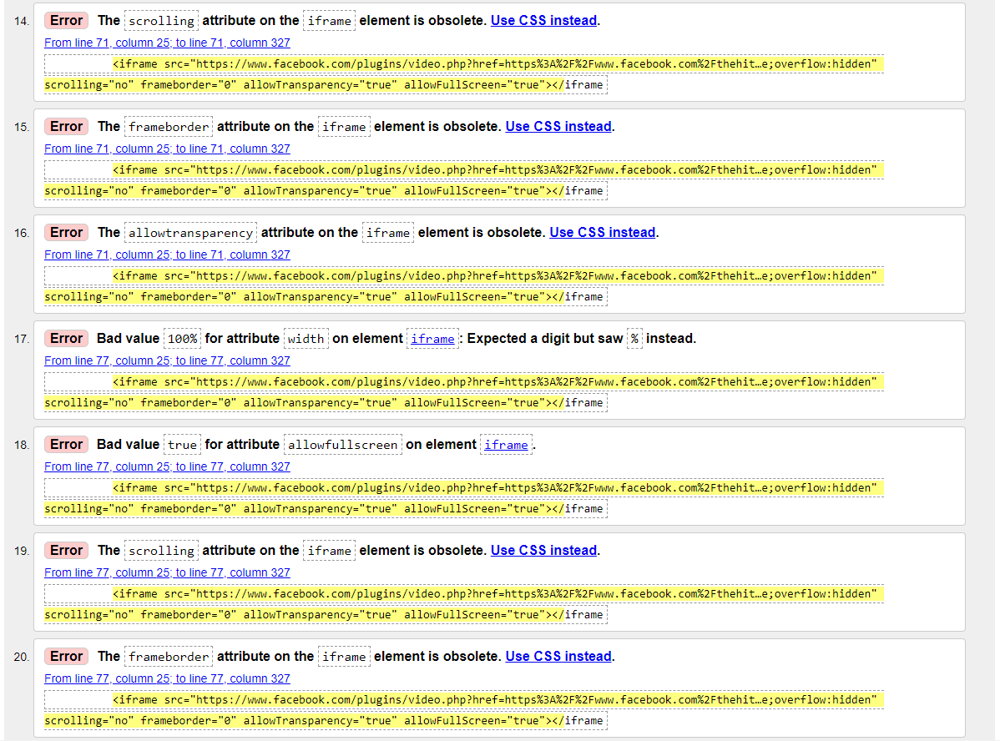 14. Error The scrolling attribute on the iframe element is obsolete. Use CSS instead.
From line 71, column 25; to line 71, column 327
<iframe src="https://www.facebook.com/plugins/video.php?href=https%3A%2F%2Fwww.facebook.com%2Fthehit…e;overflow:hidden"
scrolling="no" frameborder="0" allowTransparency="true" allowFullScreen="true"></iframe
15. Error The frameborder attribute on the iframe element is obsolete. Use CSS instead.
From line 71, column 25; to line 71, column 327
<iframe src="https://www.facebook.com/plugins/video.php?href=https%3A%2F%2Fwww.facebook.com%2Fthehit…e;overflow:hidden"
scrolling="no" frameborder="0" allowTransparency="true" allowFullScreen="true"></iframe
16. Error The allowtransparency attribute on the iframe element is obsolete. Use CSS instead.
From line 71, column 25; to line 71, column 327
<iframe src="https://www.facebook.com/plugins/video.php?href=https%3A%2F%2Fwww.facebook.com%2Fthehit…e;overflow:hidden"
scrolling="no" frameborder="0" allowTransparency="true" allowFullScreen="true"></iframe
17. Error Bad value 100% for attribute width on element iframe: Expected a digit but saw % instead.
From line 77, column 25; to line 77, column 327
<iframe src="https://www.facebook.com/plugins/video.php?href=https%3A%2F%2Fwww.facebook.com%2Fthehit…e;overflow:hidden"
scrolling="no" frameborder="0" allowTransparency="true" allowFullScreen="true"></iframe
18. Error Bad value true for attribute allowfullscreen on element iframe.
From line 77, column 25; to line 77, column 327
<iframe src="https://www.facebook.com/plugins/video.php?href=https%3A%2F%2Fwww.facebook.com%2Fthehit…e;overflow:hidden"
scrolling="no" frameborder="0" allowTransparency="true" allowFullScreen="true"></iframe
19. Error The scrolling attribute on the iframe element is obsolete. Use CSS instead.
From line 77, column 25; to line 77, column 327
<iframe src="https://www.facebook.com/plugins/video.php?href=https%3A%2F%2Fwww.facebook.com%2Fthehit…e;overflow:hidden"
scrolling="no" frameborder="0" allowTransparency="true" allowFullScreen="true"></iframe
20. Error The frameborder attribute on the iframe element is obsolete. Use CSS instead.
From line 77, column 25; to line 77, column 327
<iframe src="https://www.facebook.com/plugins/video.php?href=https%3A%2F%2Fwww.facebook.com%2Fthehit…e;overflow:hidden"
scrolling="no" frameborder="0" allowTransparency="true" allowFullScreen="true"></iframe